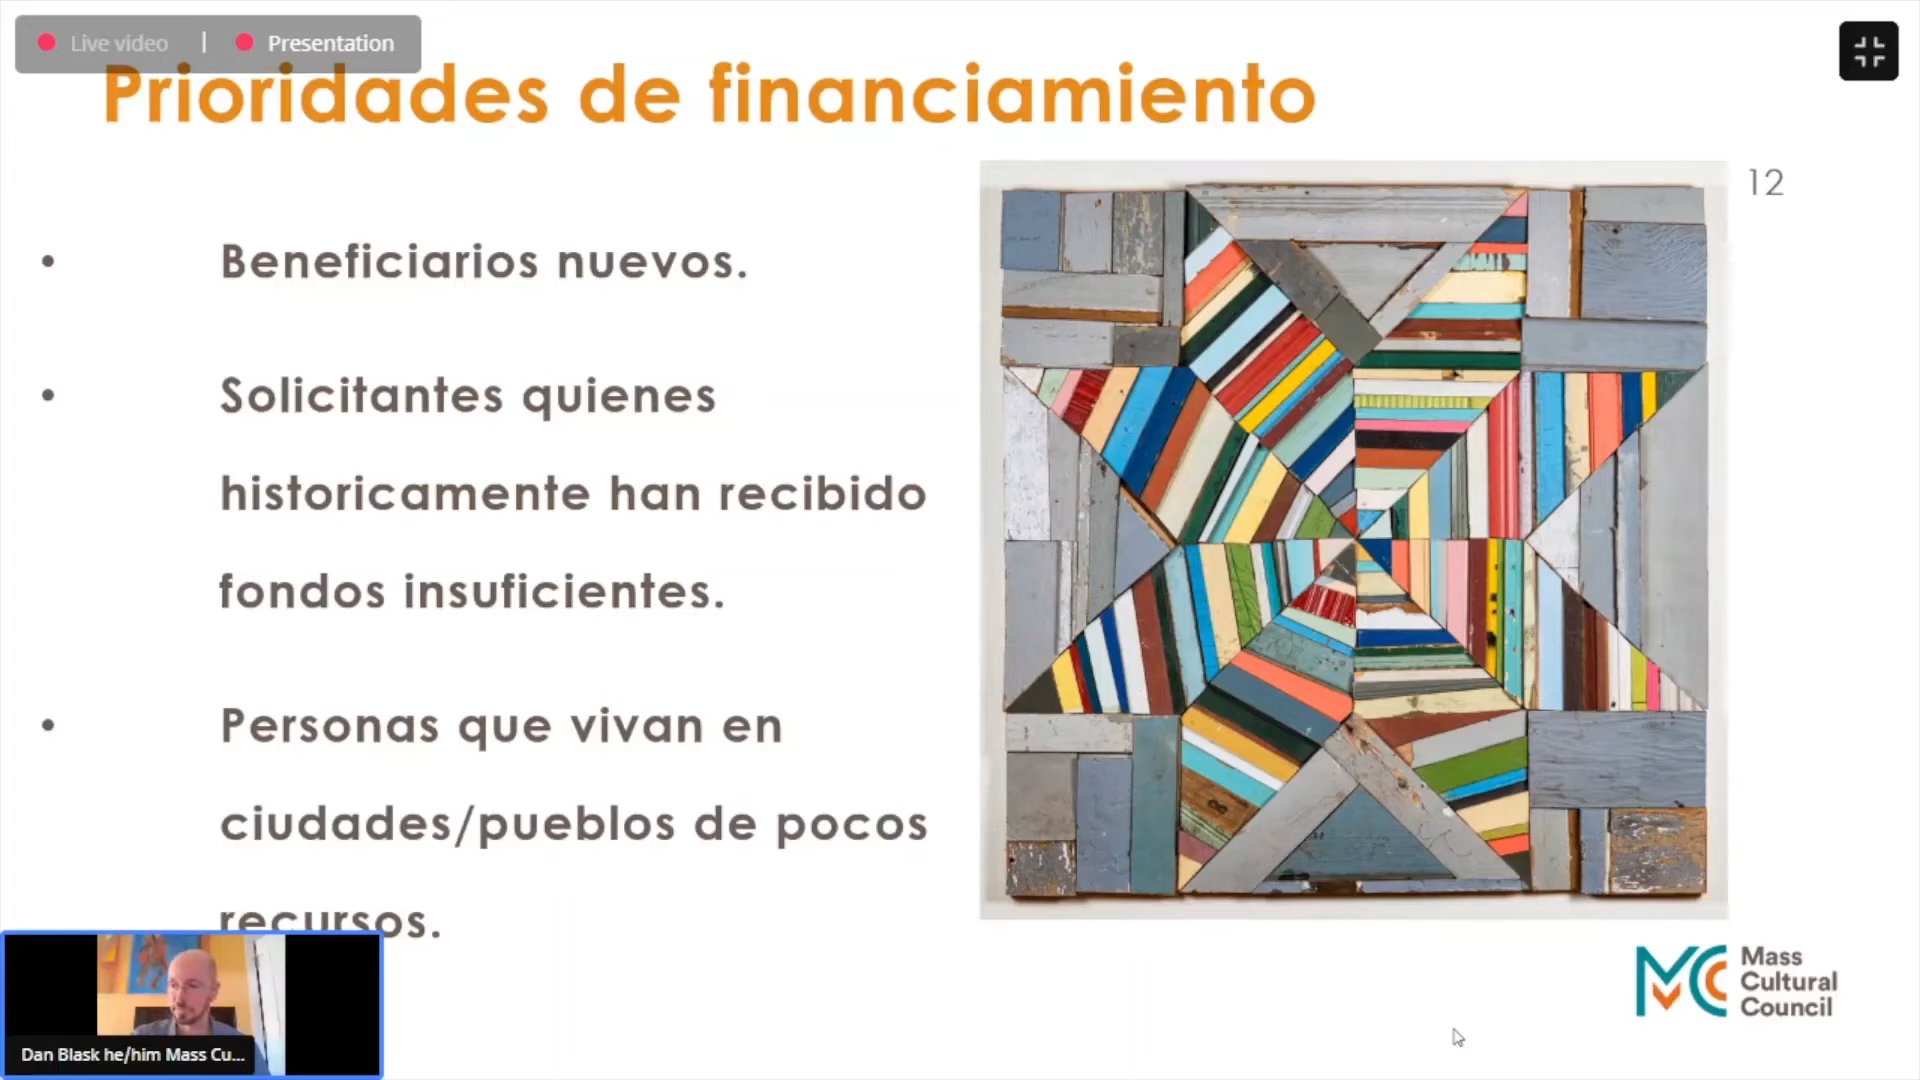 Live video | Presentation
Prioridades de financiamiento
12
• Beneficiarios nuevos.
• Solicitantes quienes
historicamente han recibido
fondos insuficientes.
• Personas que vivan en
ciudades/pueblos de pocos
recursos.
Dan Blask he/him Mass Cu...
Mass
Cultural
Council